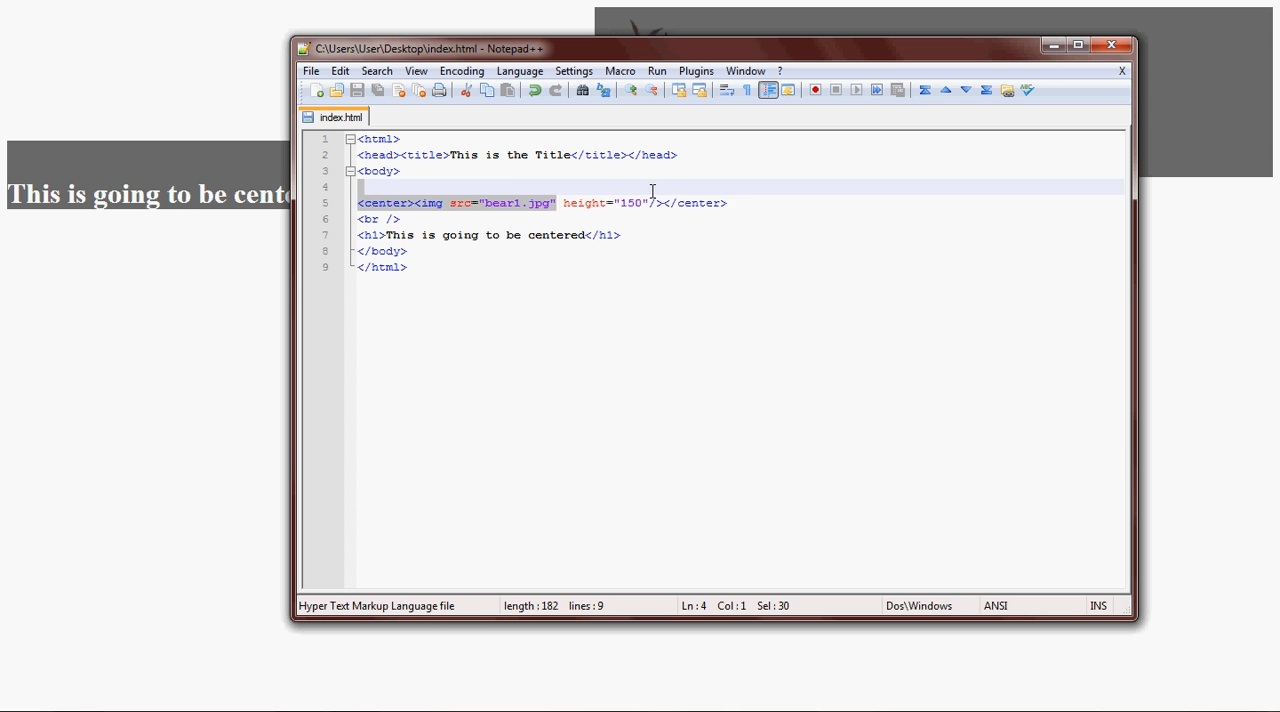 C:\Users\User\Desktop\index.html - Notepad++
File Edit Search View Encoding Language Settings Macro Run Plugins Window ? X
index.html
1 <html>
2 <head><title>This is the Title</title></head>
3 <body>
4
5 <center><img src="bear1.jpg" height="150"/></center>
6 <br />
7 <h1>This is going to be centered</h1>
8 </body>
9 </html>
This is going to be cente
Hyper Text Markup Language file length : 182 lines : 9 Ln : 4 Col : 1 Sel : 30 Dos\Windows ANSI INS